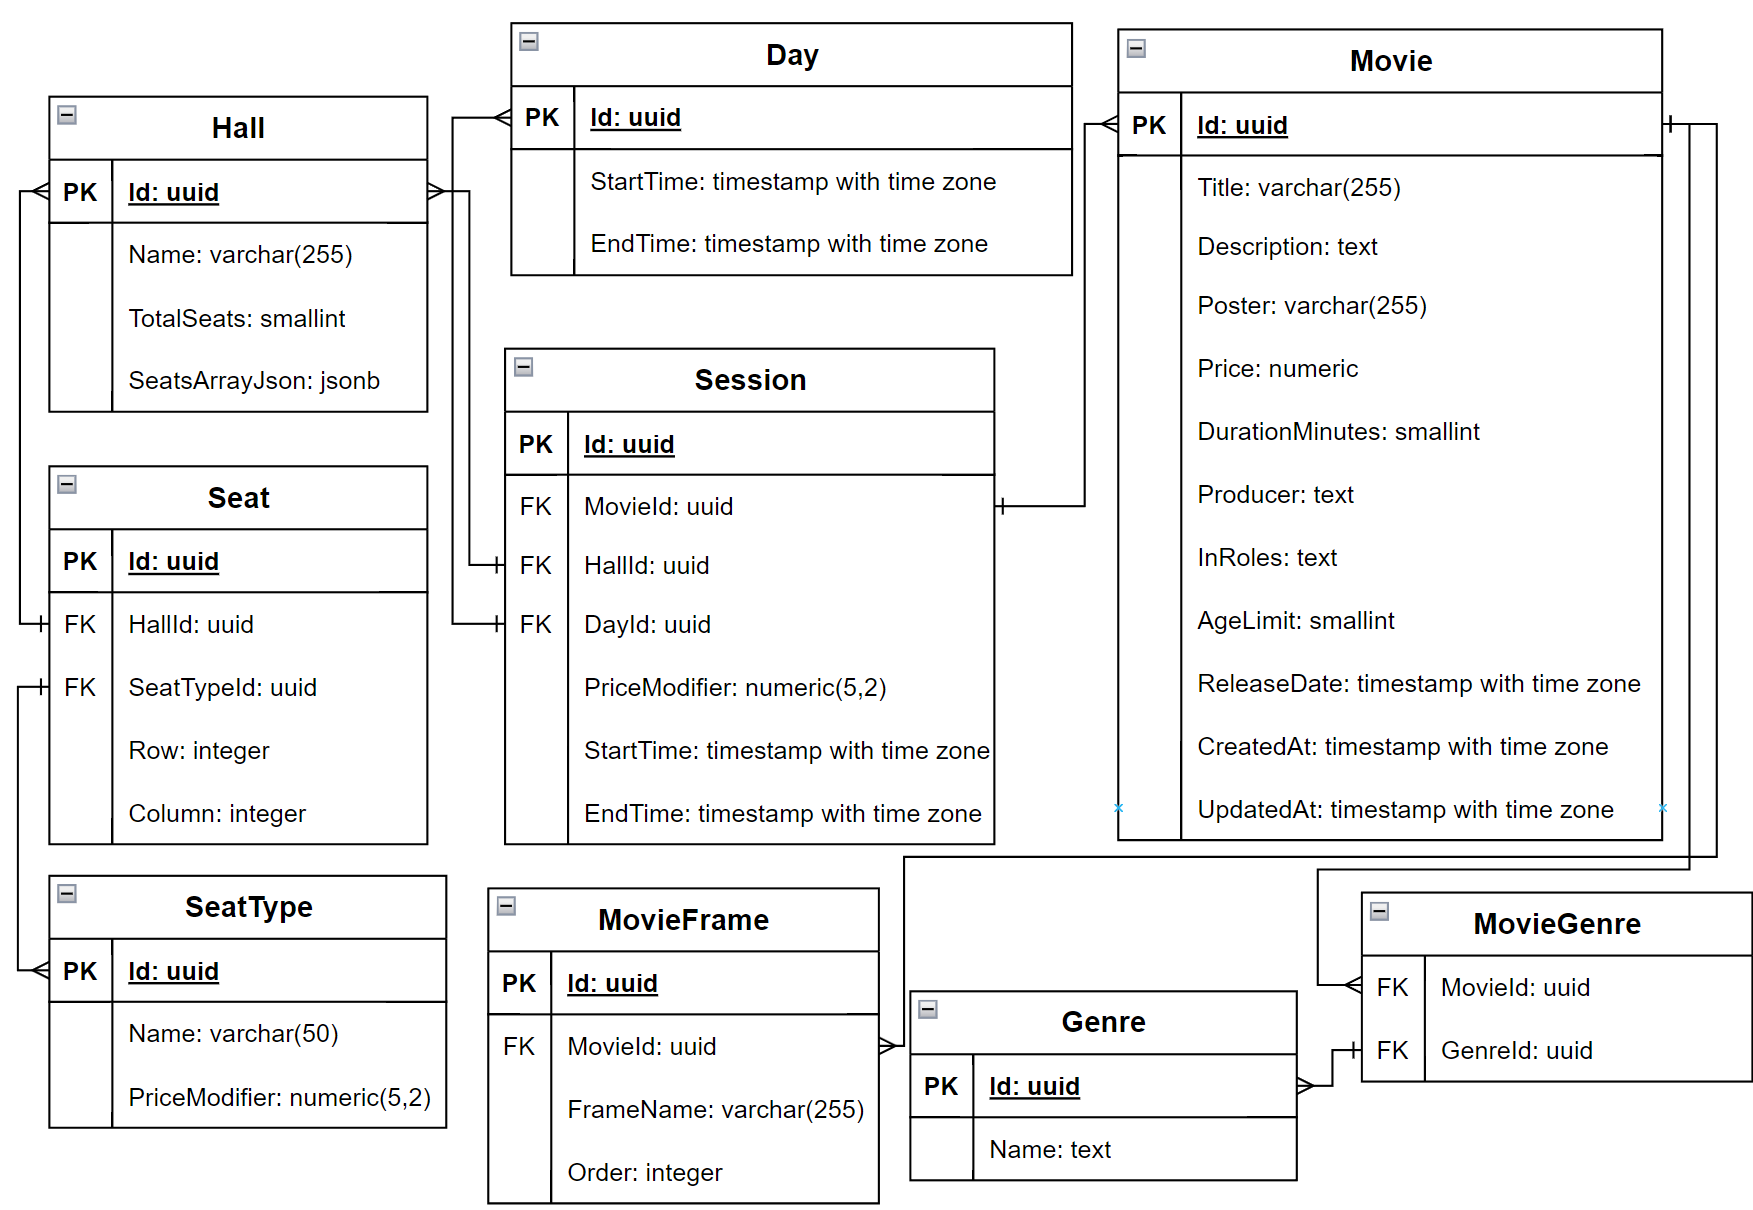 Hall
PK Id: uuid
Name: varchar(255)
TotalSeats: smallint
SeatsArrayJson: jsonb
Seat
PK Id: uuid
FK HallId: uuid
FK SeatTypeId: uuid
Row: integer
Column: integer
SeatType
PK Id: uuid
Name: varchar(50)
PriceModifier: numeric(5,2)
Day
PK Id: uuid
StartTime: timestamp with time zone
EndTime: timestamp with time zone
Session
PK Id: uuid
FK MovieId: uuid
FK HallId: uuid
FK DayId: uuid
PriceModifier: numeric(5,2)
StartTime: timestamp with time zone
EndTime: timestamp with time zone
MovieFrame
PK Id: uuid
FK MovieId: uuid
FrameName: varchar(255)
Order: integer
Genre
PK Id: uuid
Name: text
Movie
PK Id: uuid
Title: varchar(255)
Description: text
Poster: varchar(255)
Price: numeric
DurationMinutes: smallint
Producer: text
InRoles: text
AgeLimit: smallint
ReleaseDate: timestamp with time zone
CreatedAt: timestamp with time zone
UpdatedAt: timestamp with time zone
MovieGenre
FK MovieId: uuid
FK GenreId: uuid